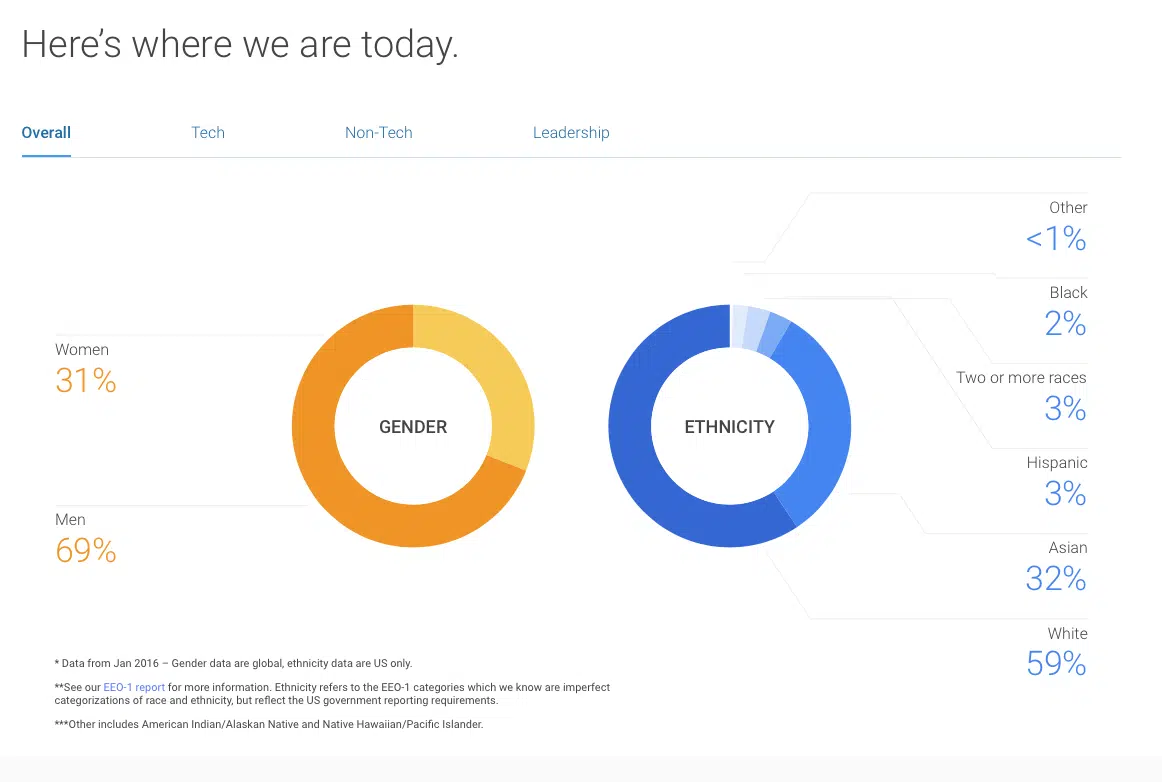 Here's where we are today.
Overall
Tech
Non-Tech
Leadership
Women
31%
Men
69%
GENDER
ETHNICITY
Other
<1%
Black
2%
Two or more races
3%
Hispanic
3%
Asian
32%
White
59%
* Data from Jan 2016 – Gender data are global, ethnicity data are US only.
**See our EEO-1 report for more information. Ethnicity refers to the EEO-1 categories which we know are imperfect
categorizations of race and ethnicity, but reflect the US government reporting requirements.
***Other includes American Indian/Alaskan Native and Native Hawaiian/Pacific Islander.